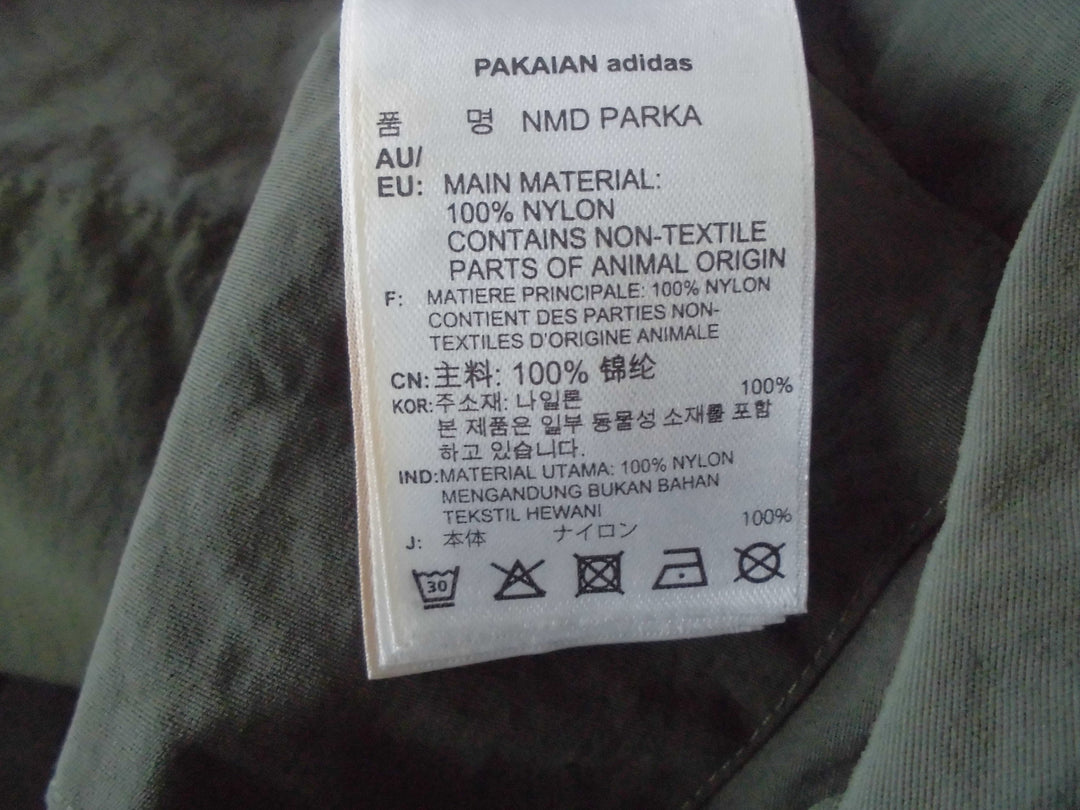 PAKAIAN adidas
품 명 NMD PARKA
AU/
EU: MAIN MATERIAL:
100% NYLON
CONTAINS NON-TEXTILE
PARTS OF ANIMAL ORIGIN
F: MATIERE PRINCIPALE: 100% NYLON
CONTIENT DES PARTIES NON-
TEXTILES D'ORIGINE ANIMALE
CN: 主料: 100% 锦纶
KOR: 주소재: 나일론 100%
본 제품은 일부 동물성 소재를 포함
하고 있습니다.
IND: MATERIAL UTAMA: 100% NYLON
MENGANDUNG BUKAN BAHAN
TEKSTIL HEWANI
J: 本体 ナイロン 100%
30